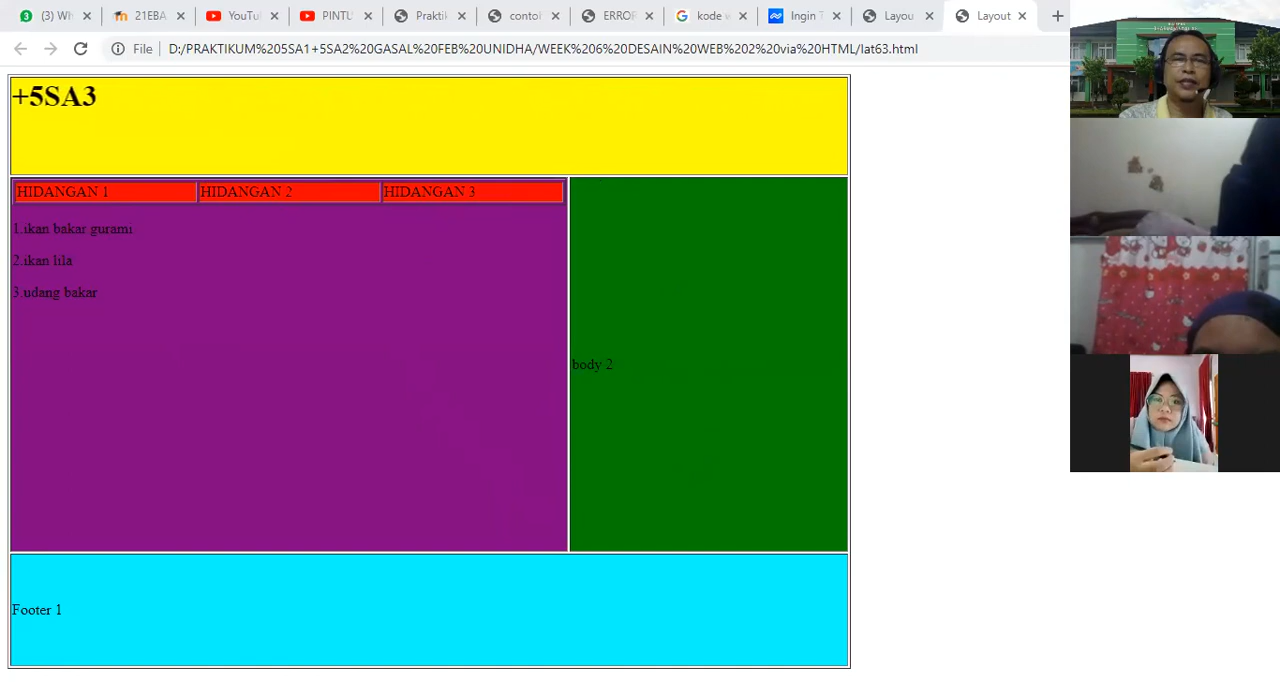 (3) Wh
21EBA
YouTu
PINTU
Prakti
conto
ERROR
kode w
Ingin T
Layou
Layout
File
D:/PRAKTIKUM%205SA1+5SA2%20GASAL%20FEB%20UNIDHA/WEEK%206%20DESAIN%20WEB%202%20via%20HTML/lat63.html
+5SA3
HIDANGAN 1 HIDANGAN 2 HIDANGAN 3
1.ikan bakar gurami
2.ikan lila
3.udang bakar
body 2
Footer 1